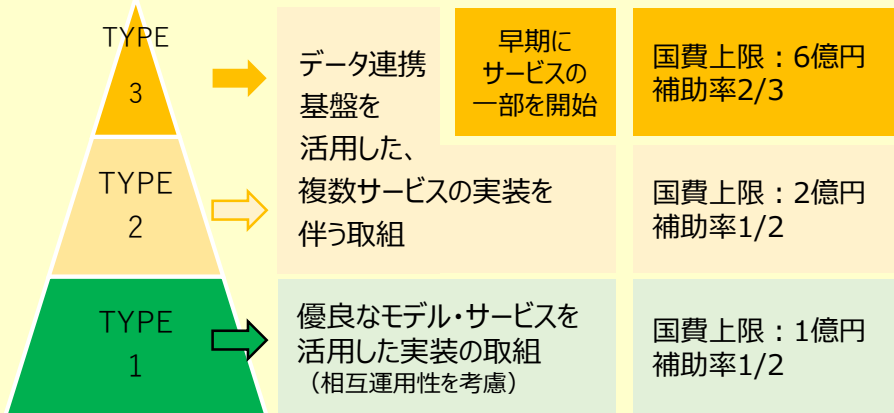 TYPE
3
データ連携
基盤を
活用した、
複数サービスの実装を
伴う取組
早期に
サービスの
一部を開始
国費上限：6億円
補助率2/3
TYPE
2
国費上限：2億円
補助率1/2
TYPE
1
優良なモデル・サービスを
活用した実装の取組
（相互運用性を考慮）
国費上限：1億円
補助率1/2